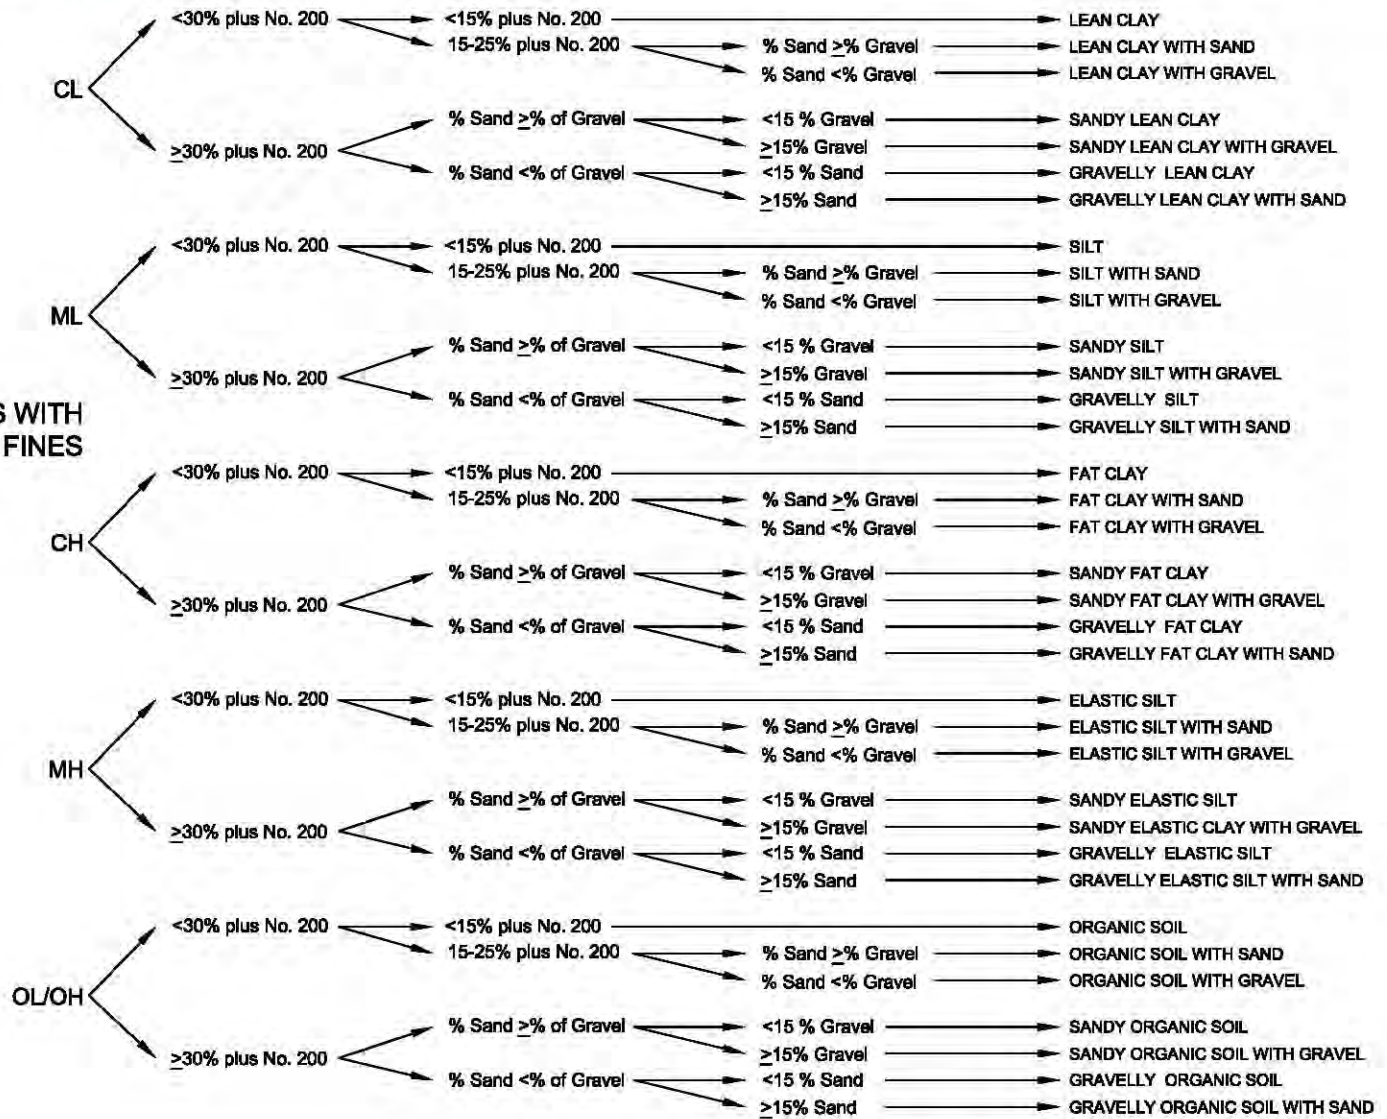 <30% plus No. 200 <15% plus No. 200 LEAN CLAY
15-25% plus No. 200 % Sand ≥% Gravel LEAN CLAY WITH SAND
% Sand <% Gravel LEAN CLAY WITH GRAVEL
CL
% Sand ≥% of Gravel <15 % Gravel SANDY LEAN CLAY
≥30% plus No. 200 ≥15% Gravel SANDY LEAN CLAY WITH GRAVEL
% Sand <% of Gravel <15 % Sand GRAVELLY LEAN CLAY
≥15% Sand GRAVELLY LEAN CLAY WITH SAND
<30% plus No. 200 <15% plus No. 200 SILT
15-25% plus No. 200 % Sand ≥% Gravel SILT WITH SAND
% Sand <% Gravel SILT WITH GRAVEL
ML
% Sand ≥% of Gravel <15 % Gravel SANDY SILT
≥30% plus No. 200 ≥15% Gravel SANDY SILT WITH GRAVEL
% Sand <% of Gravel <15 % Sand GRAVELLY SILT
≥15% Sand GRAVELLY SILT WITH SAND
S WITH
FINES
<30% plus No. 200 <15% plus No. 200 FAT CLAY
15-25% plus No. 200 % Sand ≥% Gravel FAT CLAY WITH SAND
% Sand <% Gravel FAT CLAY WITH GRAVEL
CH
% Sand ≥% of Gravel <15 % Gravel SANDY FAT CLAY
≥30% plus No. 200 ≥15% Gravel SANDY FAT CLAY WITH GRAVEL
% Sand <% of Gravel <15 % Sand GRAVELLY FAT CLAY
≥15% Sand GRAVELLY FAT CLAY WITH SAND
<30% plus No. 200 <15% plus No. 200 ELASTIC SILT
15-25% plus No. 200 % Sand ≥% Gravel ELASTIC SILT WITH SAND
% Sand <% Gravel ELASTIC SILT WITH GRAVEL
MH
% Sand ≥% of Gravel <15 % Gravel SANDY ELASTIC SILT
≥30% plus No. 200 ≥15% Gravel SANDY ELASTIC CLAY WITH GRAVEL
% Sand <% of Gravel <15 % Sand GRAVELLY ELASTIC SILT
≥15% Sand GRAVELLY ELASTIC SILT WITH SAND
<30% plus No. 200 <15% plus No. 200 ORGANIC SOIL
15-25% plus No. 200 % Sand ≥% Gravel ORGANIC SOIL WITH SAND
% Sand <% Gravel ORGANIC SOIL WITH GRAVEL
OL/OH
% Sand ≥% of Gravel <15 % Gravel SANDY ORGANIC SOIL
≥30% plus No. 200 ≥15% Gravel SANDY ORGANIC SOIL WITH GRAVEL
% Sand <% of Gravel <15 % Sand GRAVELLY ORGANIC SOIL
≥15% Sand GRAVELLY ORGANIC SOIL WITH SAND